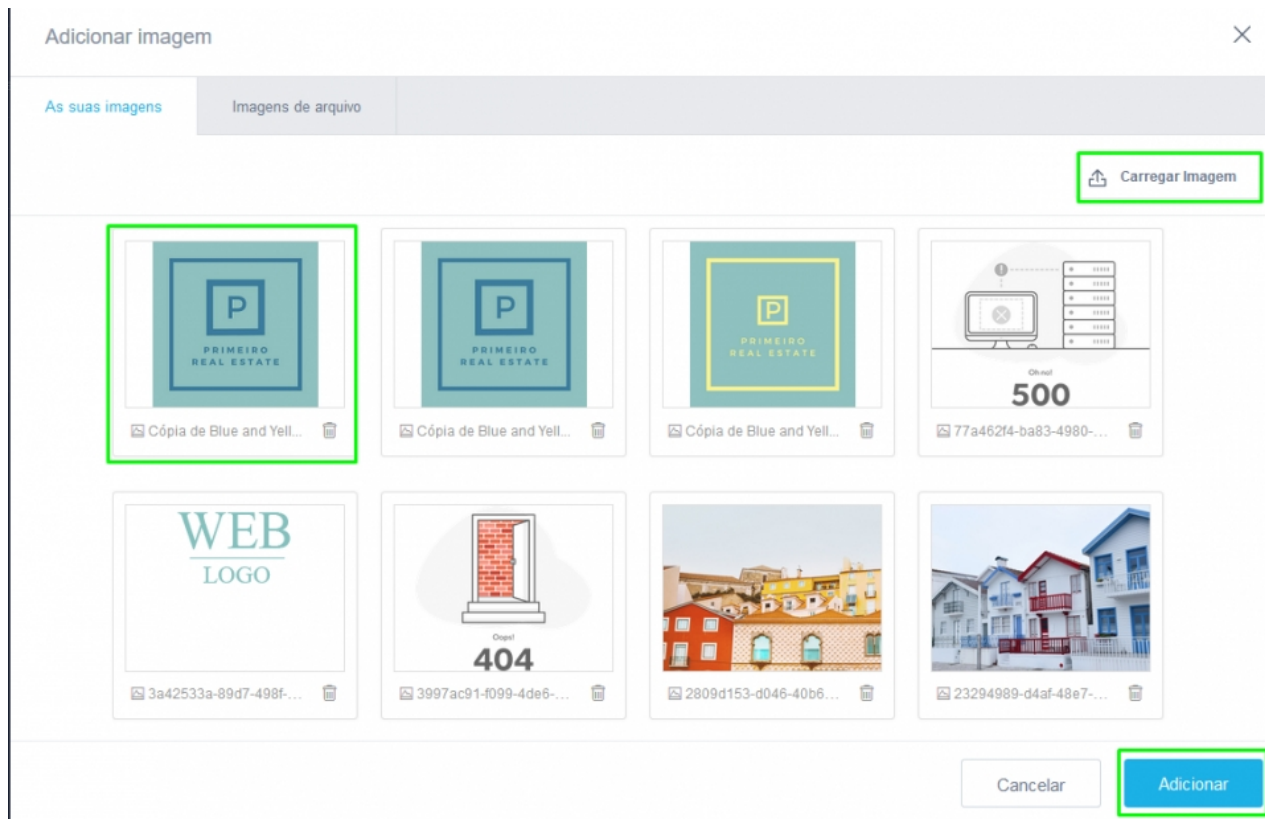 Adicionar imagem
As suas imagens
Imagens de arquivo
Carregar Imagem
P
PRIMEIRO
REAL ESTATE
P
PRIMEIRO
REAL ESTATE
P
PRIMEIRO
REAL ESTATE
Oh no!
500
Cópia de Blue and Yell...
Cópia de Blue and Yell...
Cópia de Blue and Yell...
77a462f4-ba83-4980-...
WEB
LOGO
Oops!
404
3a42533a-89d7-498f-...
3997ac91-f099-4de6-...
2809d153-d046-40b6...
23294989-d4af-48e7-...
Cancelar
Adicionar